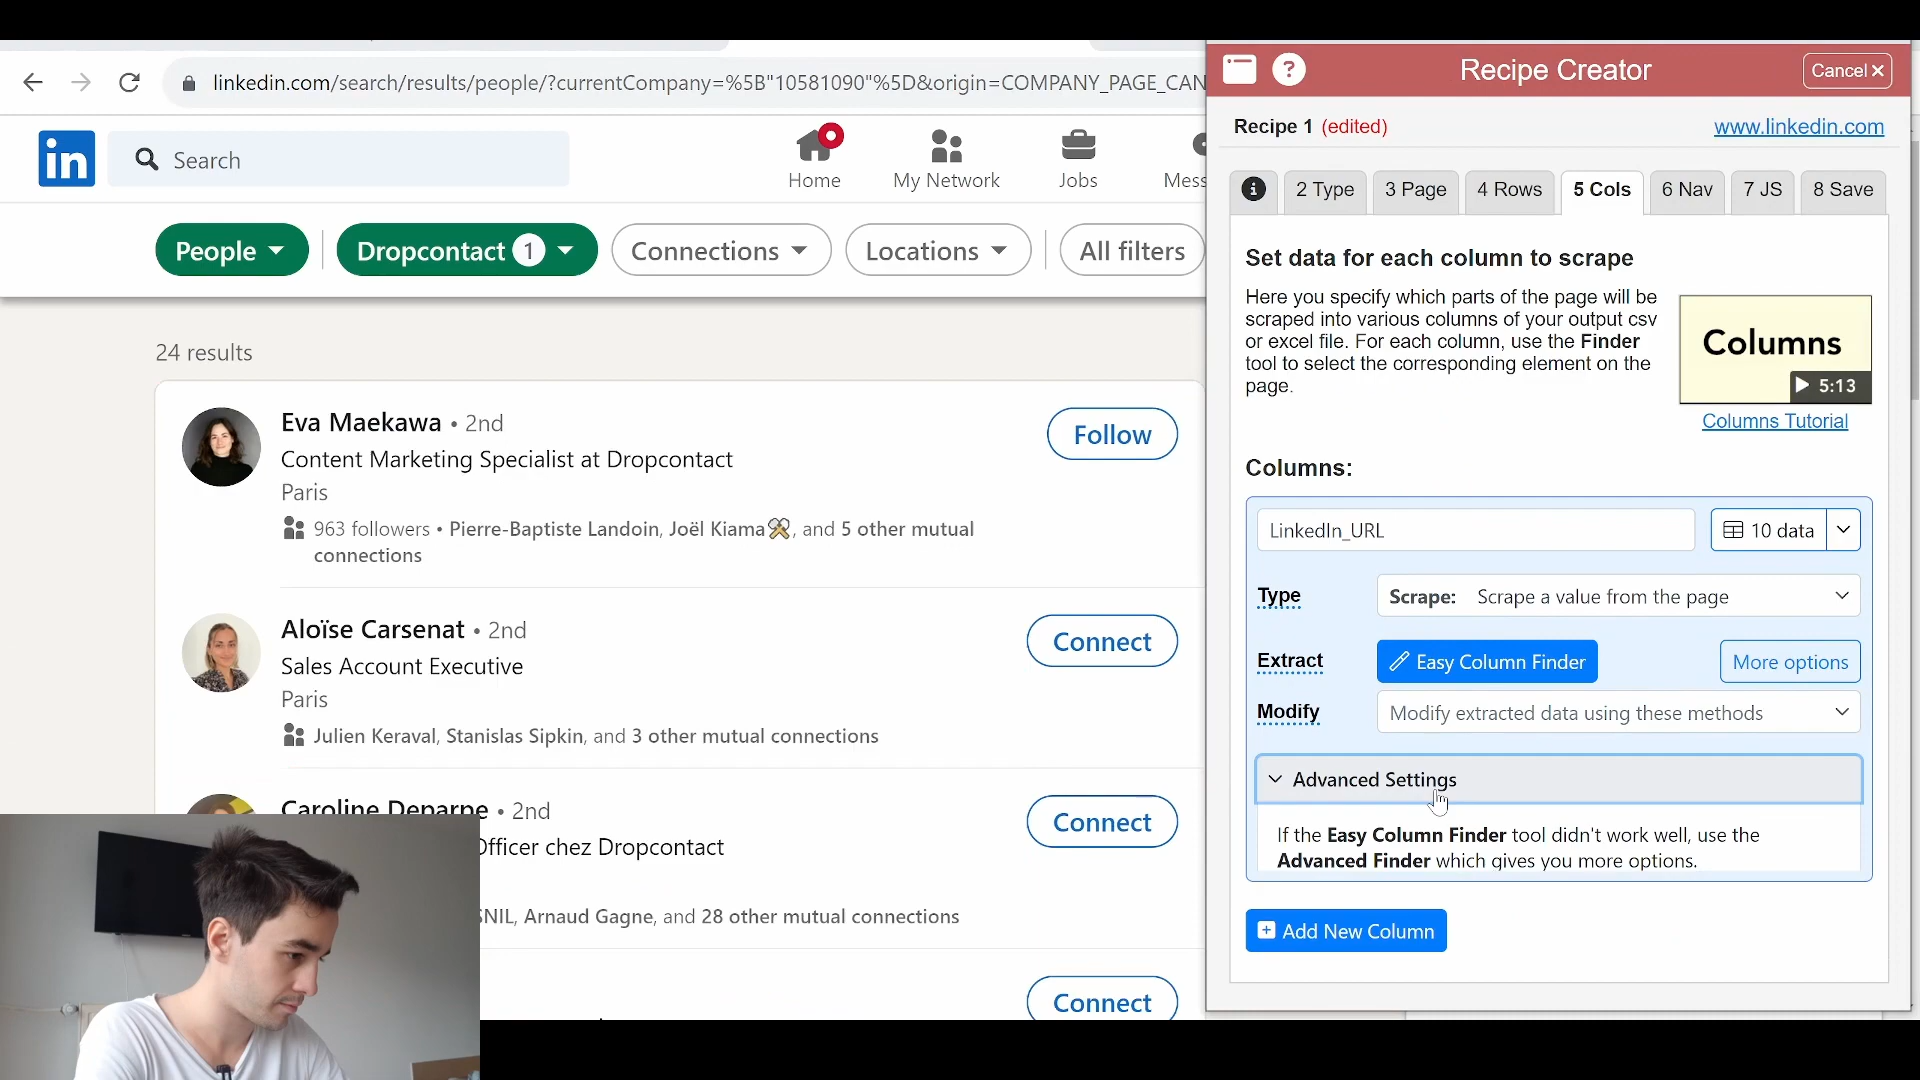 linkedin.com/search/results/people/?currentCompany=%5B"10581090"%5D&origin=COMPANY_PAGE_CAN
in
Search
Home
My Network
Jobs
Mess
People
Dropcontact 1
Connections
Locations
All filters
24 results
Eva Maekawa • 2nd
Content Marketing Specialist at Dropcontact
Paris
963 followers • Pierre-Baptiste Landoin, Joël Kiama, and 5 other mutual
connections
Follow
Aloïse Carsenat • 2nd
Sales Account Executive
Paris
Julien Keraval, Stanislas Sipkin, and 3 other mutual connections
Connect
Caroline Deparpe • 2nd
Officer chez Dropcontact
SNIL, Arnaud Gagne, and 28 other mutual connections
Connect
Connect
? Recipe Creator Cancel X
Recipe 1 (edited) www.linkedin.com
i 2 Type 3 Page 4 Rows 5 Cols 6 Nav 7 JS 8 Save
Set data for each column to scrape
Here you specify which parts of the page will be
scraped into various columns of your output csv
or excel file. For each column, use the Finder
tool to select the corresponding element on the
page.
Columns
5:13
Columns Tutorial
Columns:
LinkedIn_URL 10 data
Type Scrape: Scrape a value from the page
Extract Easy Column Finder More options
Modify Modify extracted data using these methods
Advanced Settings
If the Easy Column Finder tool didn't work well, use the
Advanced Finder which gives you more options.
Add New Column